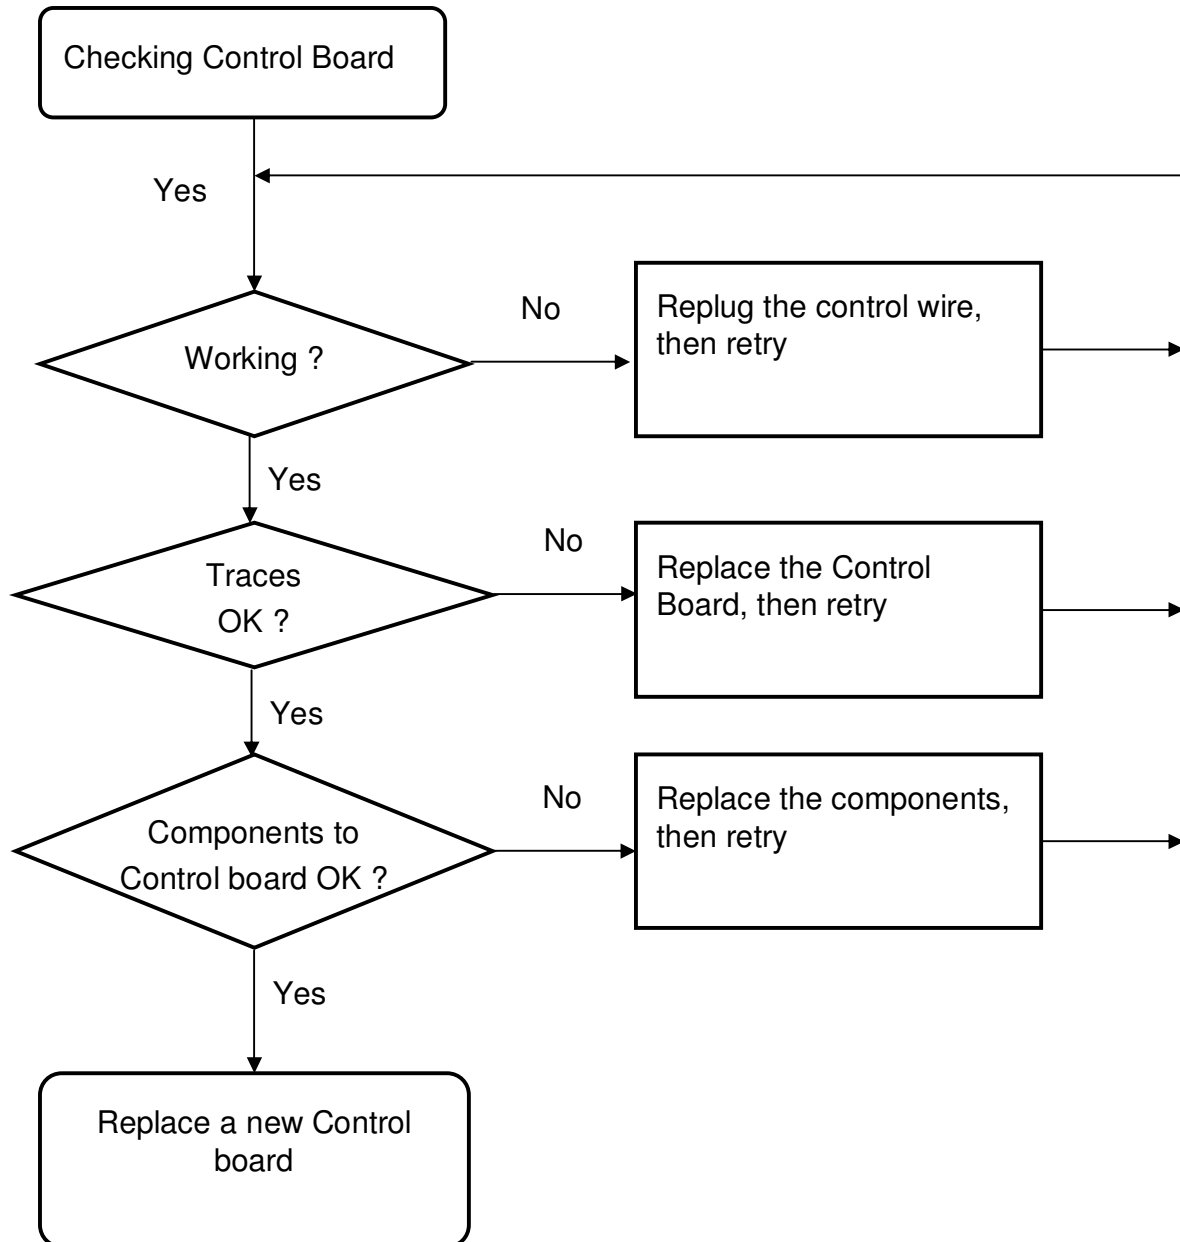 Checking Control Board
Yes
Working ?
No
Replug the control wire,
then retry
Yes
Traces
OK ?
No
Replace the Control
Board, then retry
Yes
Components to
Control board OK ?
No
Replace the components,
then retry
Yes
Replace a new Control
board